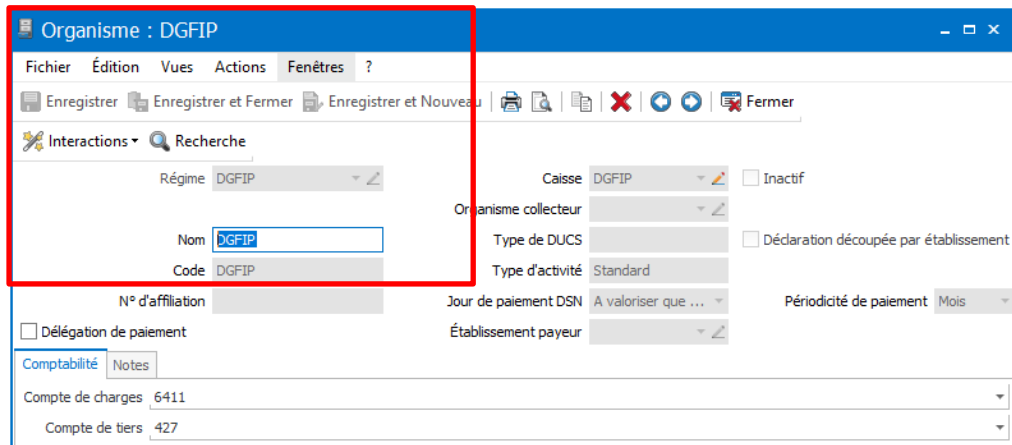 Organisme : DGFIP
Fichier Édition Vues Actions Fenêtres ?
Enregistrer Enregistrer et Fermer Enregistrer et Nouveau Fermer
Interactions Recherche
Régime DGFIP Caisse DGFIP Inactif
Organisme collecteur
Nom DGFIP Type de DUCS Déclaration découpée par établissement
Code DGFIP Type d'activité Standard
N° d'affiliation Jour de paiement DSN A valoriser que ... Périodicité de paiement Mois
Délégation de paiement Établissement payeur
Comptabilité Notes
Compte de charges 6411
Compte de tiers 427